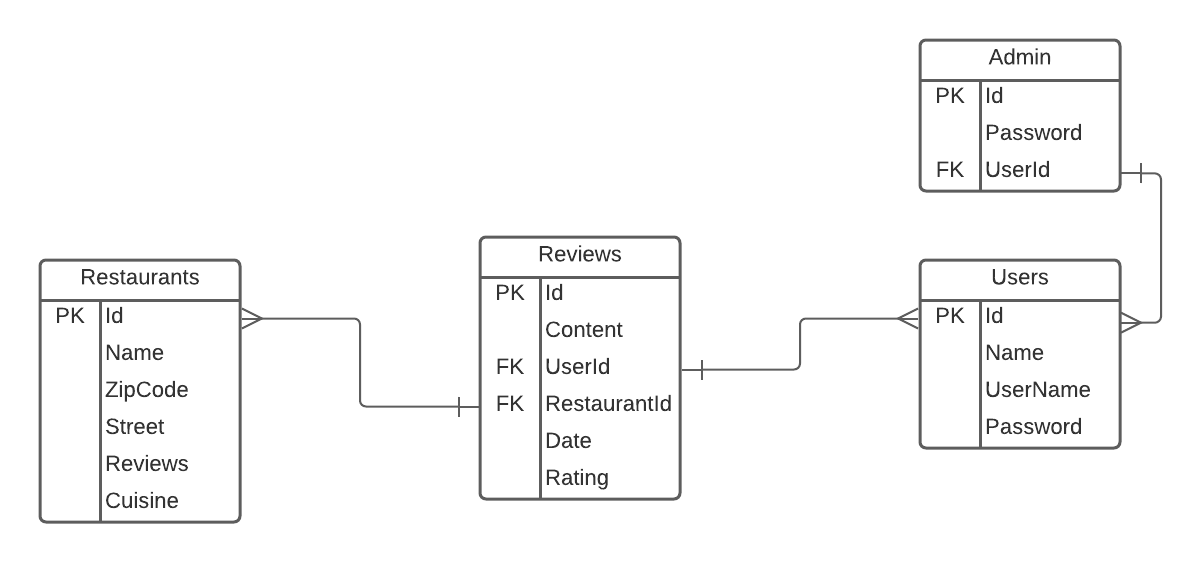 Admin
PK Id
Password
FK UserId
Restaurants
PK Id
Name
ZipCode
Street
Reviews
Cuisine
Reviews
PK Id
Content
FK UserId
FK RestaurantId
Date
Rating
Users
PK Id
Name
UserName
Password